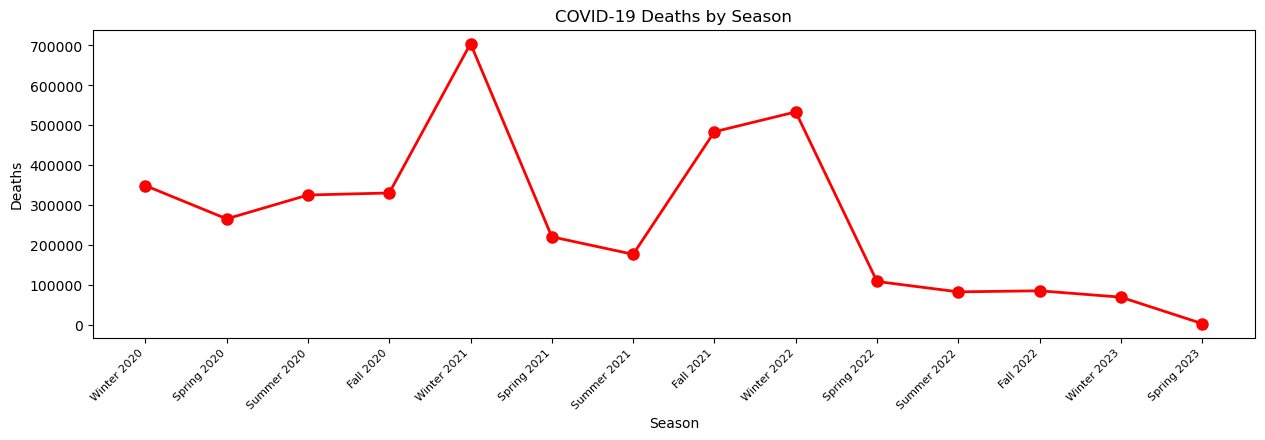 COVID-19 Deaths by Season
Deaths
700000
600000
500000
400000
300000
200000
100000
0
Winter 2020
Spring 2020
Summer 2020
Fall 2020
Winter 2021
Spring 2021
Summer 2021
Fall 2021
Winter 2022
Spring 2022
Summer 2022
Fall 2022
Winter 2023
Spring 2023
Season